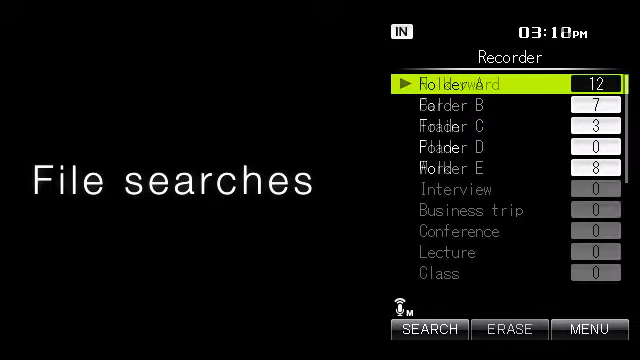 File searches
IN
03:12PM
Recorder
Folder A 12
Folder B 7
Folder C 3
Folder D 0
Folder E 8
Interview 0
Business trip 0
Conference 0
Lecture 0
Class 0
M
SEARCH ERASE MENU